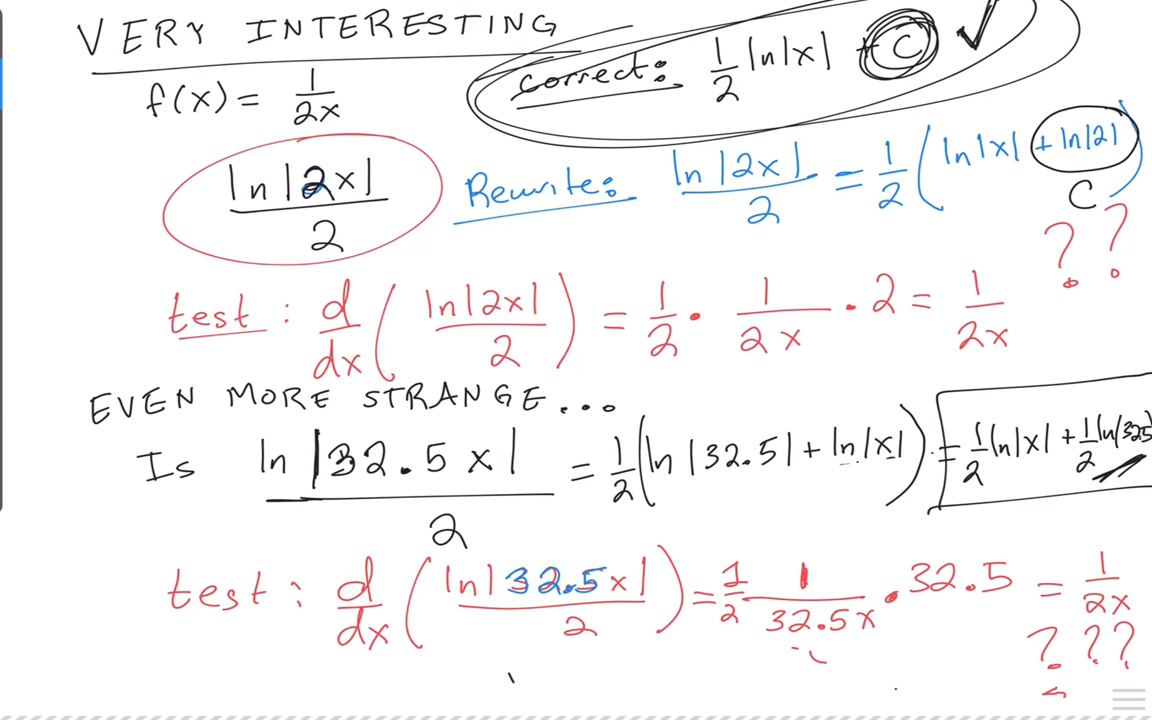 VERY INTERESTING
correct: 1/2 ln|x| + C ✓
f(x) = 1/2x
ln|2x|/2
Rewrite: ln|2x|/2 = 1/2 (ln|x| + ln|2|)
C
? ?
test: d/dx (ln|2x|/2) = 1/2 · 1/2x · 2 = 1/2x
EVEN MORE STRANGE...
Is ln|32.5x|/2 = 1/2 (ln|32.5| + ln|x|) = 1/2 ln|x| + 1/2 ln|32.5
test: d/dx (ln|32.5x|/2) = 1/2 1/32.5x · 32.5 = 1/2x
? ? ?